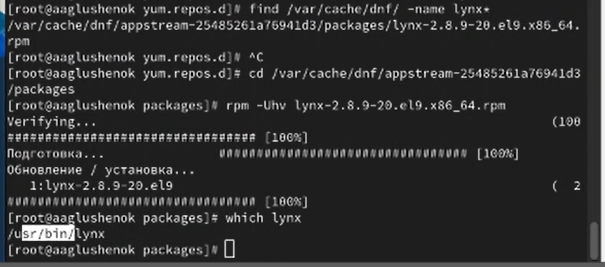 [root@aaglushenok yum.repos.d]# find /var/cache/dnf/ -name lynx*
/var/cache/dnf/appstream-25485261a76941d3/packages/lynx-2.8.9-20.el9.x86_64.
rpm
[root@aaglushenok yum.repos.d]# ^C
[root@aaglushenok yum.repos.d]# cd /var/cache/dnf/appstream-25485261a76941d3
/packages
[root@aaglushenok packages]# rpm -Uhv lynx-2.8.9-20.el9.x86_64.rpm
Verifying... (100
################################# [100%]
Подготовка... ################################# [100%]
Обновление / установка...
1:lynx-2.8.9-20.el9 ( 2
################################# [100%]
[root@aaglushenok packages]# which lynx
/usr/bin/lynx
[root@aaglushenok packages]#